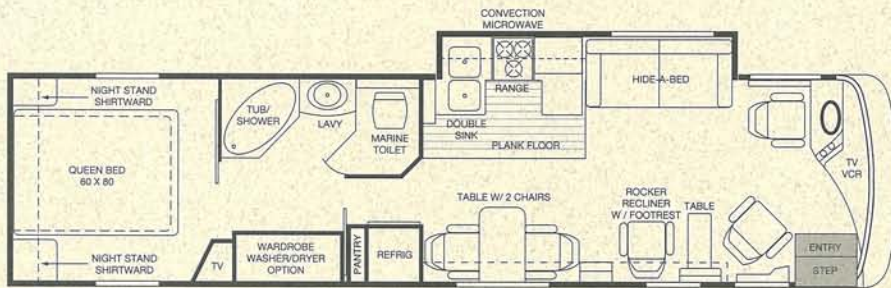 CONVECTION
MICROWAVE
NIGHT STAND
SHIRTWARD
TUB/
SHOWER
LAVY
MARINE
TOILET
DOUBLE
SINK
RANGE
PLANK FLOOR
HIDE-A-BED
TV
VCR
QUEEN BED
60 X 80
TABLE W/ 2 CHAIRS
ROCKER
RECLINER
W / FOOTREST
TABLE
NIGHT STAND
SHIRTWARD
TV
WARDROBE
WASHER/DRYER
OPTION
PANTRY
REFRIG
ENTRY
STEP